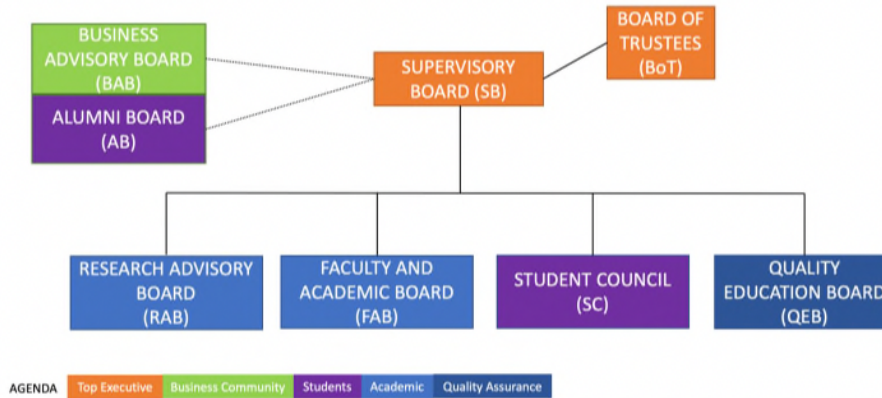 BUSINESS
ADVISORY BOARD
(BAB)
ALUMNI BOARD
(AB)
SUPERVISORY
BOARD (SB)
BOARD OF
TRUSTEES
(BoT)
RESEARCH ADVISORY
BOARD
(RAB)
FACULTY AND
ACADEMIC BOARD
(FAB)
STUDENT COUNCIL
(SC)
QUALITY
EDUCATION BOARD
(QEB)
AGENDA Top Executive Business Community Students Academic Quality Assurance